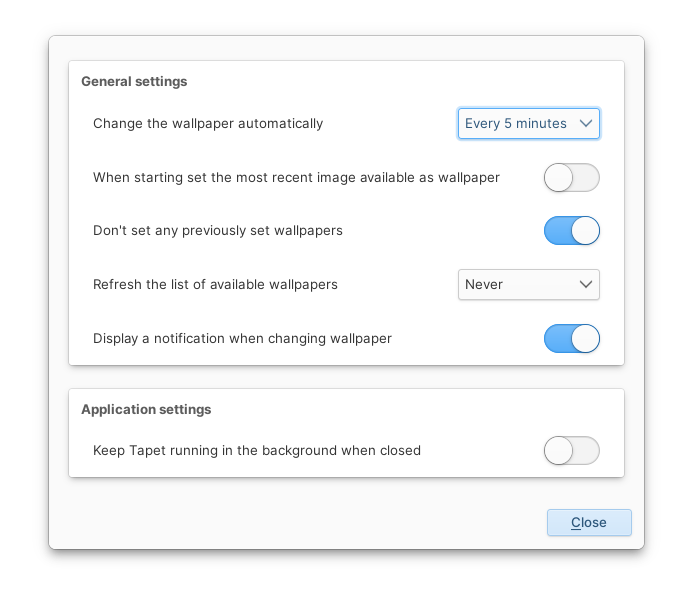 General settings
Change the wallpaper automatically Every 5 minutes
When starting set the most recent image available as wallpaper
Don't set any previously set wallpapers
Refresh the list of available wallpapers Never
Display a notification when changing wallpaper
Application settings
Keep Tapet running in the background when closed
Close